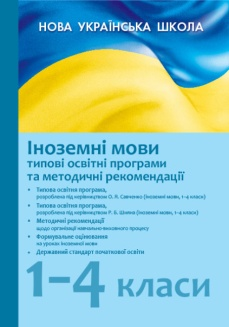 НОВА УКРАЇНСЬКА ШКОЛА
Іноземні мови
типові освітні програми
та методичні рекомендації
• Типова освітня програма,
розроблена під керівництвом О. Я. Савченко (Іноземні мови, 1–4 класи)
• Типова освітня програма,
розроблена під керівництвом Р. Б. Шияна (Іноземні мови, 1–4 класи)
• Методичні рекомендації
щодо організації навчально-виховного процесу
• Формувальне оцінювання
на уроках іноземної мови
• Державний стандарт початкової освіти
1–4 класи